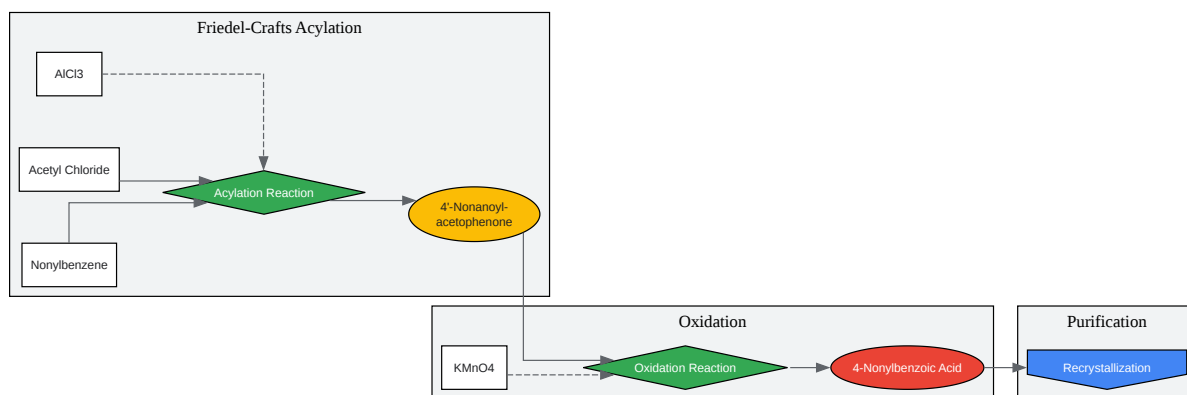 Friedel-Crafts Acylation
AlCl3
Acetyl Chloride
Acylation Reaction
4'-Nonanoyl-
acetophenone
Nonylbenzene
Oxidation
KMnO4
Oxidation Reaction
4-Nonylbenzoic Acid
Purification
Recrystallization